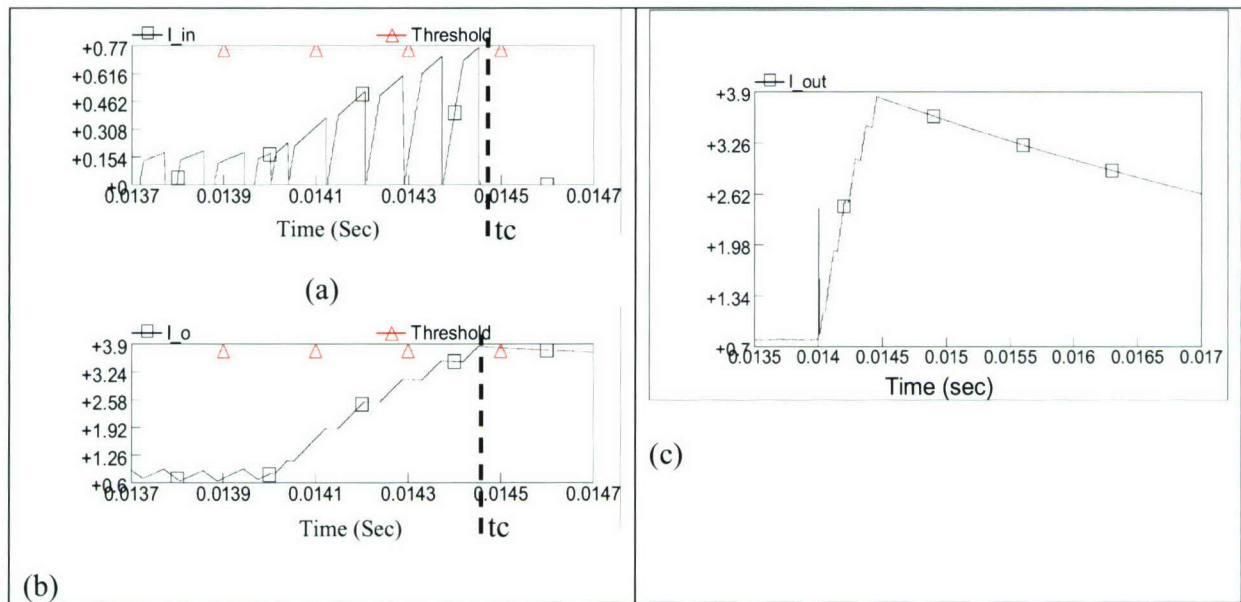 I_in Threshold
+0.77
+0.616
+0.462
+0.308
+0.154
+0
0.0137 0.0139 0.0141 0.0143 0.0145 0.0147
Time (Sec)
tc
(a)
I_o Threshold
+3.9
+3.24
+2.58
+1.92
+1.26
+0.6
0.0137 0.0139 0.0141 0.0143 0.0145 0.0147
Time (Sec)
tc
(b)
I_out
+3.9
+3.26
+2.62
+1.98
+1.34
+0.7
0.0135 0.014 0.0145 0.015 0.0155 0.016 0.0165 0.017
Time (sec)
(c)